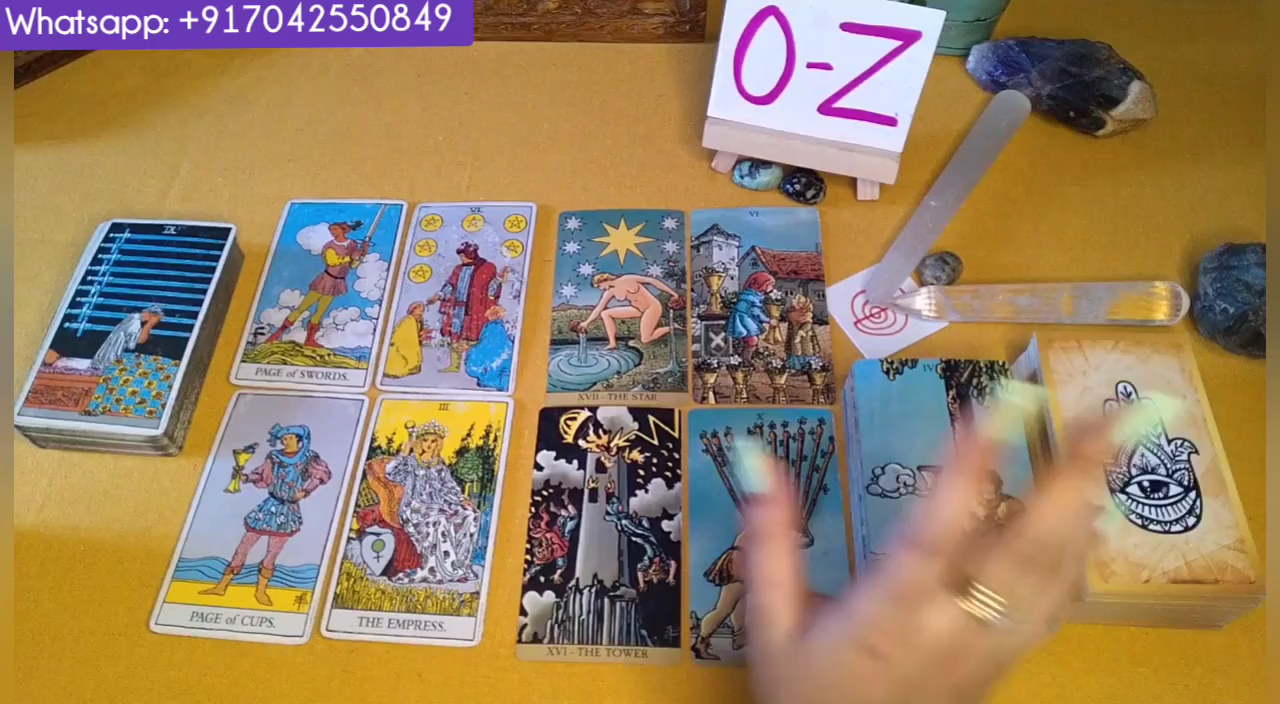 Whatsapp: +917042550849
O-Z
IX
PAGE of SWORDS.
VI
XVII - THE STAR
VI
IV
PAGE of CUPS.
III
THE EMPRESS.
XVI - THE TOWER
X